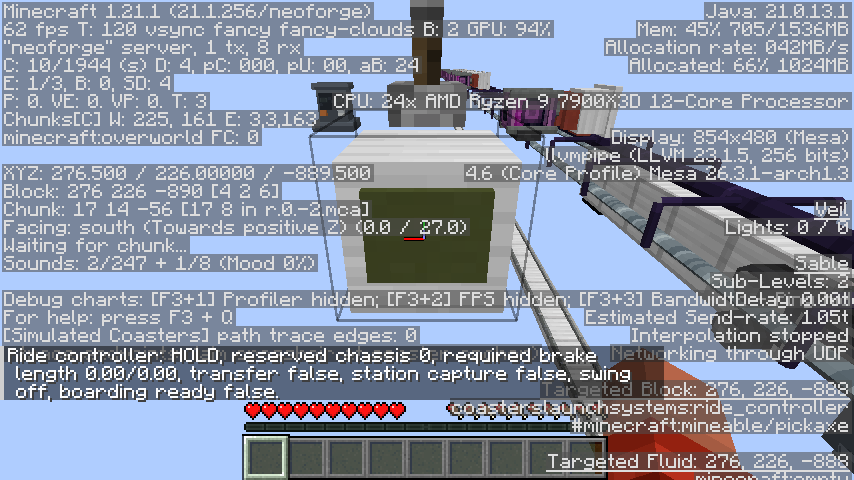 Minecraft 1.21.1 (21.1.256/neoforge)
62 fps T: 120 vsync fancy fancy-clouds B: 2 GPU: 94%
"neoforge" server, 1 tx, 8 rx
C: 10/1944 (s) D: 4, pC: 000, pU: 00, aB: 24
E: 1/3, B: 0, SD: 4
P: 0. VE: 0. VP: 0. T: 3
Chunks[C] W: 225, 161 E: 3,3,163
minecraft:overworld FC: 0
XYZ: 276.500 / 226.00000 / -889.500
Block: 276 226 -890 [4 2 6]
Chunk: 17 14 -56 [17 8 in r.0.-2.mca]
Facing: south (Towards positive Z) (0.0 / 27.0)
Waiting for chunk...
Sounds: 2/247 + 1/8 (Mood 0%)
Debug charts: [F3+1] Profiler hidden; [F3+2] FPS hidden; [F3+3] Bandwidt
For help: press F3 + Q
[Simulated Coasters] path trace edges: 0
Ride controller: HOLD, reserved chassis 0, required brake
length 0.00/0.00, transfer false, station capture false, swing
off, boarding ready false.
Java: 21.0.13.1
Mem: 45% 705/1536MB
Allocation rate: 042MB/s
Allocated: 66% 1024MB
CPU: 24x AMD Ryzen 9 7900X3D 12-Core Processor
Display: 854x480 (Mesa)
llvmpipe (LLVM 23.1.5, 256 bits)
4.6 (Core Profile) Mesa 26.3.1-arch1.3
Veil
Lights: 0 / 0
Sable
Sub-Levels: 2
Estimated Send-rate: 1.05t
Interpolation stopped
Networking through UDP
Targeted Block: 276, 226, -888
coasterslaunchsystems:ride_controller
#minecraft:mineable/pickaxe
Targeted Fluid: 276, 226, -888
minecraft:empty